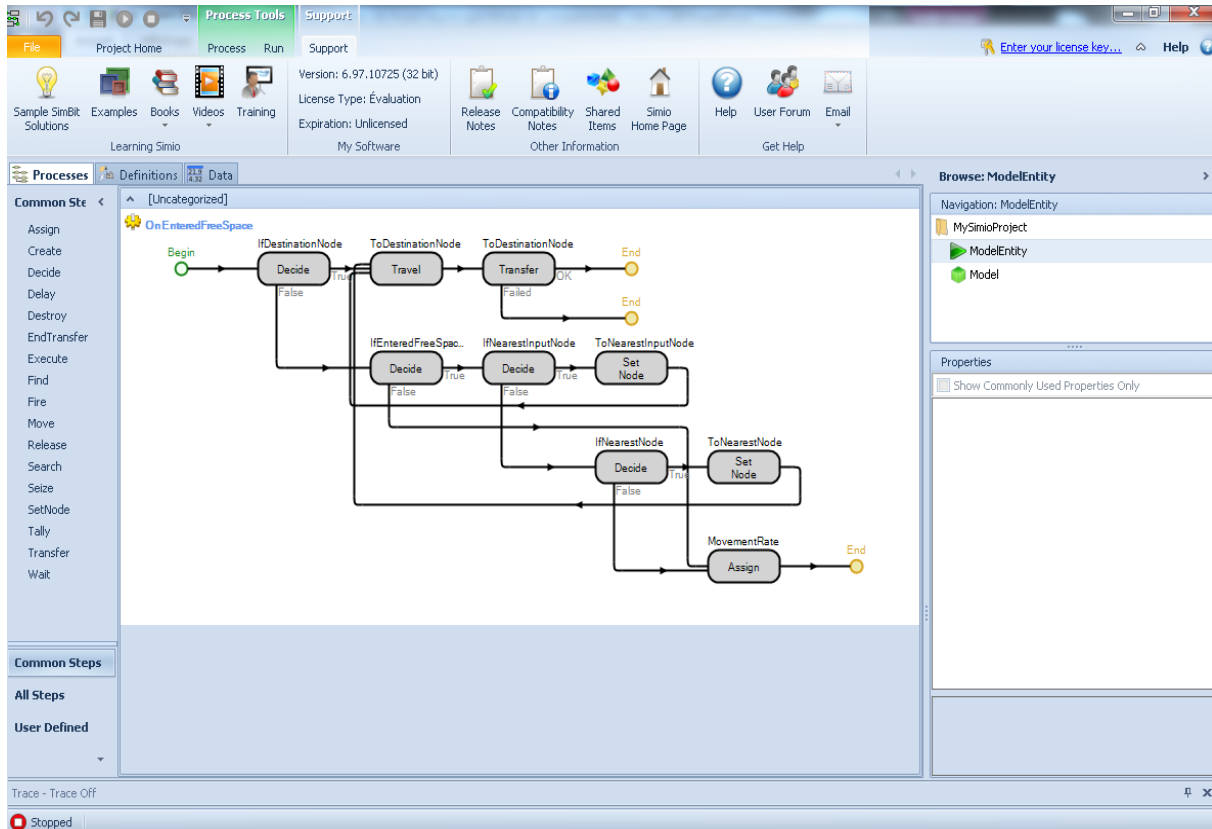 Process Tools
Support
File
Project Home
Process
Run
Support
Enter your license key...
Help
Sample SimBit
Solutions
Examples
Books
Videos
Training
Learning Simio
Version: 6.97.10725 (32 bit)
License Type: Evaluation
Expiration: Unlicensed
My Software
Release
Notes
Compatibility
Notes
Shared
Items
Simio
Home Page
Other Information
Help
User Forum
Email
Get Help
Processes
Definitions
Data
Browse: ModelEntity
Common Ste
[Uncategorized]
Navigation: ModelEntity
MySimioProject
ModelEntity
Model
Properties
Show Commonly Used Properties Only
Assign
Create
Decide
Delay
Destroy
EndTransfer
Execute
Find
Fire
Move
Release
Search
Seize
SetNode
Tally
Transfer
Wait
Common Steps
All Steps
User Defined
OnEnteredFreeSpace
Begin
IfDestinationNode
Decide
True
False
ToDestinationNode
Travel
ToDestinationNode
Transfer
OK
Failed
End
End
IfEnteredFreeSpac...
Decide
True
False
IfNearestInputNode
Decide
True
False
ToNearestInputNode
Set
Node
IfNearestNode
Decide
True
False
ToNearestNode
Set
Node
MovementRate
Assign
End
Trace - Trace Off
Stopped